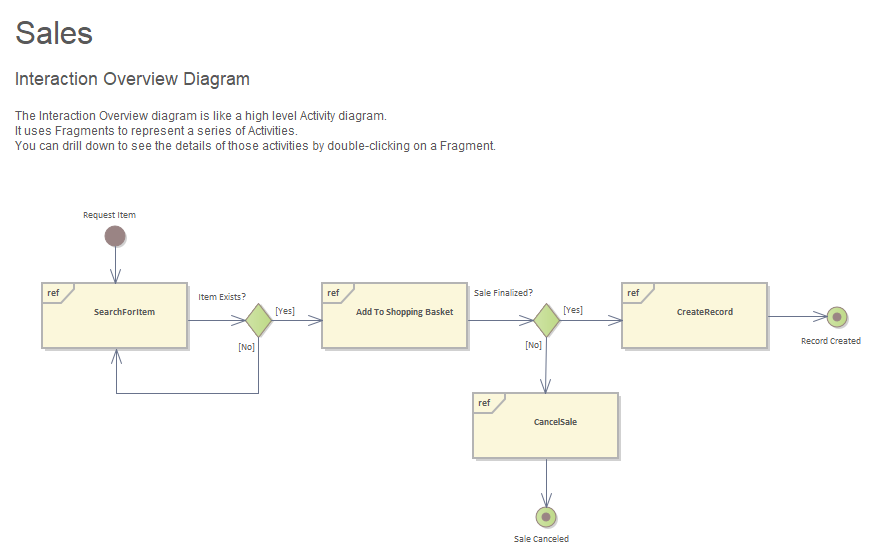 Sales
Interaction Overview Diagram
The Interaction Overview diagram is like a high level Activity diagram.
It uses Fragments to represent a series of Activities.
You can drill down to see the details of those activities by double-clicking on a Fragment.
Request Item
ref
SearchForItem
Item Exists?
[Yes]
[No]
ref
Add To Shopping Basket
Sale Finalized?
[Yes]
[No]
ref
CreateRecord
Record Created
ref
CancelSale
Sale Canceled